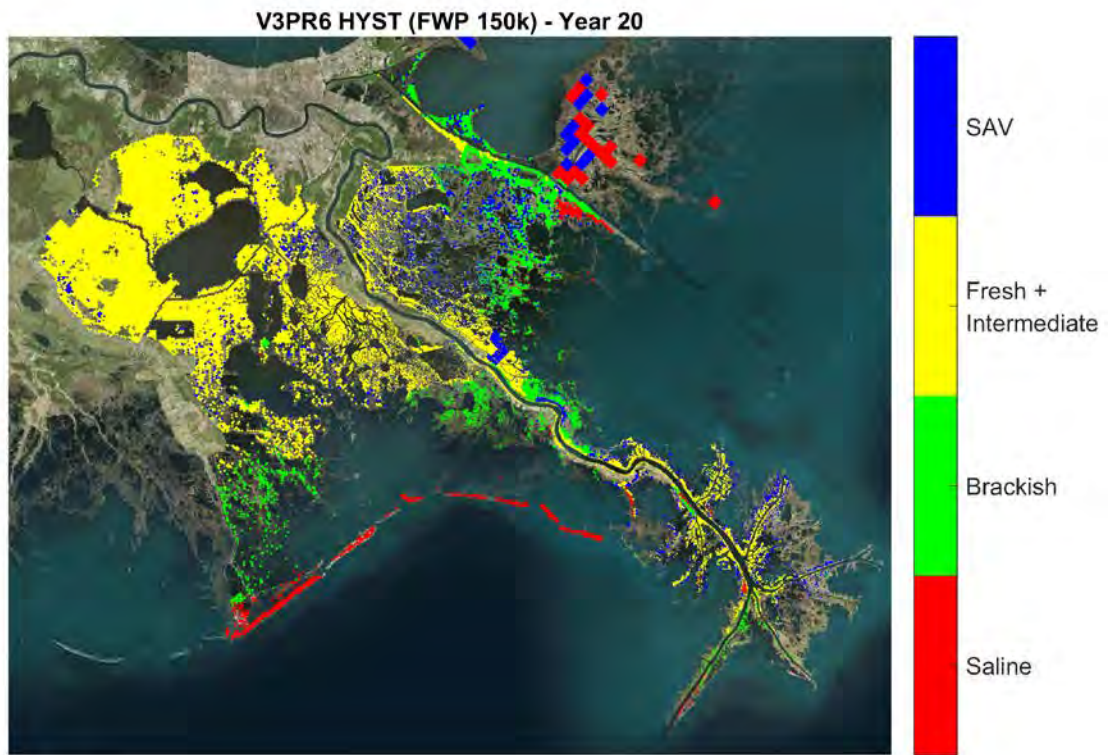 V3PR6 HYST (FWP 150k) - Year 20
SAV
Fresh +
Intermediate
Brackish
Saline